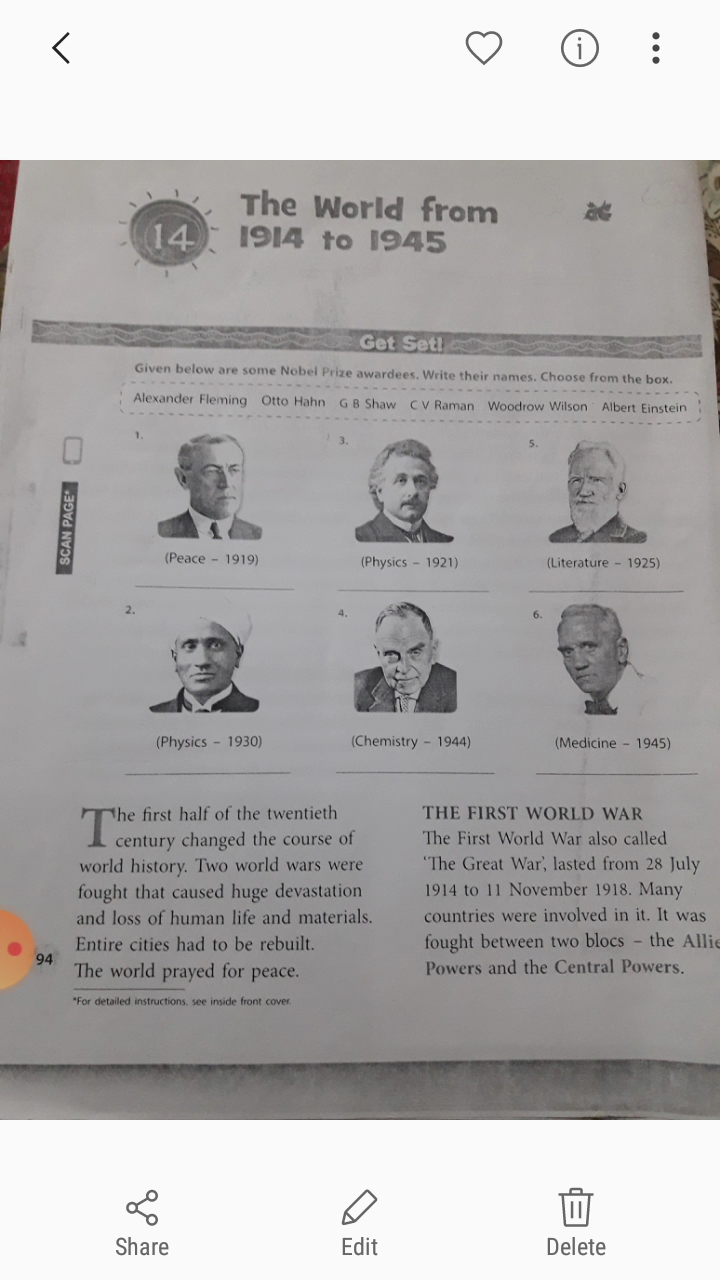 14
The World from
1914 to 1945
Get Set!
Given below are some Nobel Prize awardees. Write their names. Choose from the box.
Alexander Fleming Otto Hahn G B Shaw C V Raman Woodrow Wilson Albert Einstein
SCAN PAGE*
1.
(Peace – 1919)
3.
(Physics – 1921)
5.
(Literature – 1925)
2.
(Physics – 1930)
4.
(Chemistry – 1944)
6.
(Medicine – 1945)
The first half of the twentieth
century changed the course of
world history. Two world wars were
fought that caused huge devastation
and loss of human life and materials.
Entire cities had to be rebuilt.
The world prayed for peace.
*For detailed instructions, see inside front cover.
94
THE FIRST WORLD WAR
The First World War also called
'The Great War', lasted from 28 July
1914 to 11 November 1918. Many
countries were involved in it. It was
fought between two blocs – the Allie
Powers and the Central Powers.
Share Edit Delete